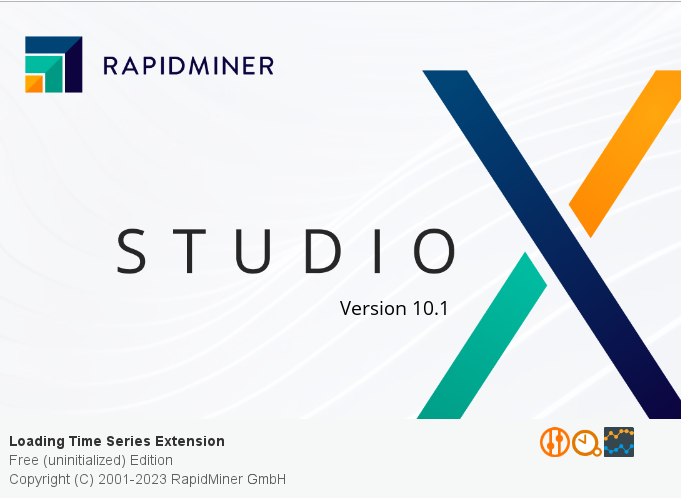 RAPIDMINER
STUDIO
Version 10.1
Loading Time Series Extension
Free (uninitialized) Edition
Copyright (C) 2001-2023 RapidMiner GmbH